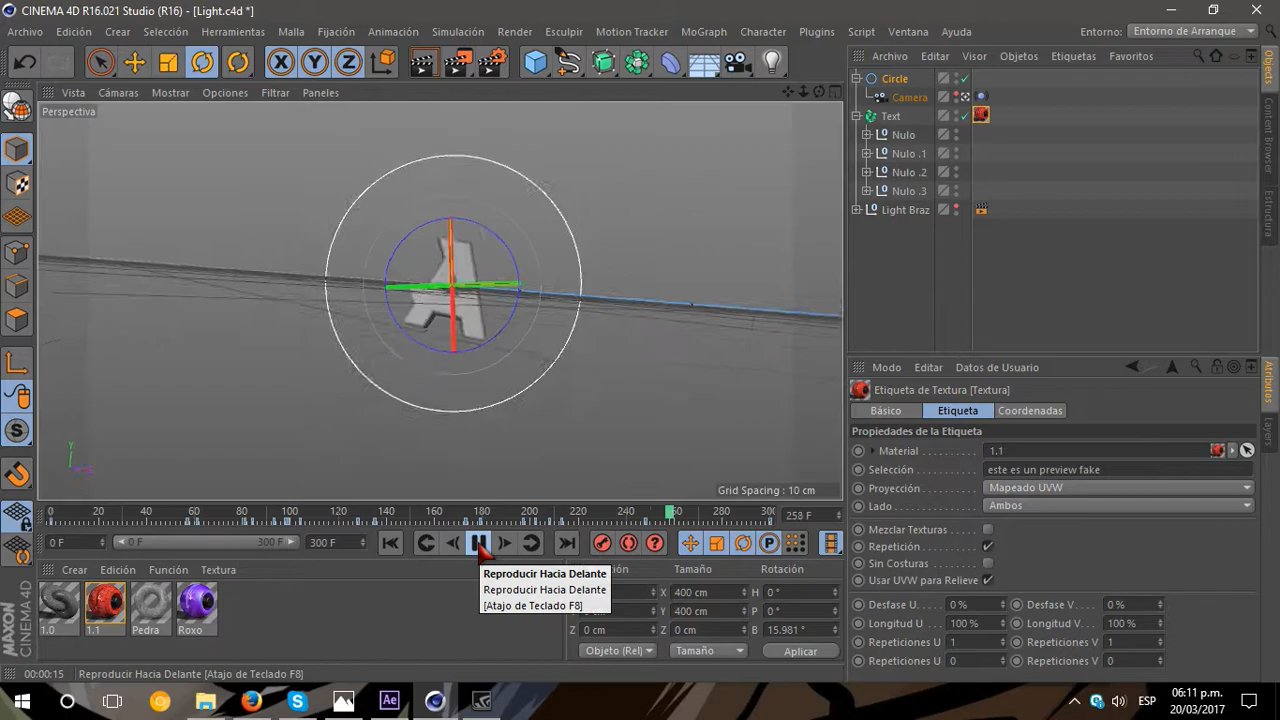 CINEMA 4D R16.021 Studio (R16) - [Light.c4d *]
Archivo Edición Crear Selección Herramientas Malla Fijación Animación Simulación Render Esculpir Motion Tracker MoGraph Character Plugins Script Ventana Ayuda Entorno: Entorno de Arranque
X Y Z
Archivo Editar Visor Objetos Etiquetas Favoritos
Vista Cámaras Mostrar Opciones Filtrar Paneles
Perspectiva
Circle
Camera
Text
Nulo
Nulo .1
Nulo .2
Nulo .3
Light Braz
Objects
Content Browser
Y
Grid Spacing : 10 cm
Modo Editar Datos de Usuario
Etiqueta de Textura [Textura]
Básico Etiqueta Coordenadas
Propiedades de la Etiqueta
Material 1.1
Selección este es un preview fake
Proyección Mapeado UVW
Lado Ambos
Mezclar Texturas
Repetición
Sin Costuras
Usar UVW para Relieve
Desfase U 0 % Desfase V 0 %
Longitud U 100 % Longitud V 100 %
Repeticiones U 1 Repeticiones V 1
Repeticiones U 0 Repeticiones V 0
Atributos
Layers
0 20 40 60 80 100 120 140 160 180 200 220 240 280 300 258 F
0 F 0 F 300 F 300 F
Crear Edición Función Textura
1.0 1.1 Pedra Roxo
Reproducir Hacia Delante
Reproducir Hacia Delante
[Atajo de Teclado F8]
Tamaño Rotación
X 400 cm H 0 °
Y 400 cm P 0 °
Z 0 cm Z 0 cm B 15.981 °
Objeto (Rel) Tamaño Aplicar
MAXON CINEMA 4D
00:00:15 Reproducir Hacia Delante [Atajo de Teclado F8]
Ae
ESP
06:11 p.m.
20/03/2017